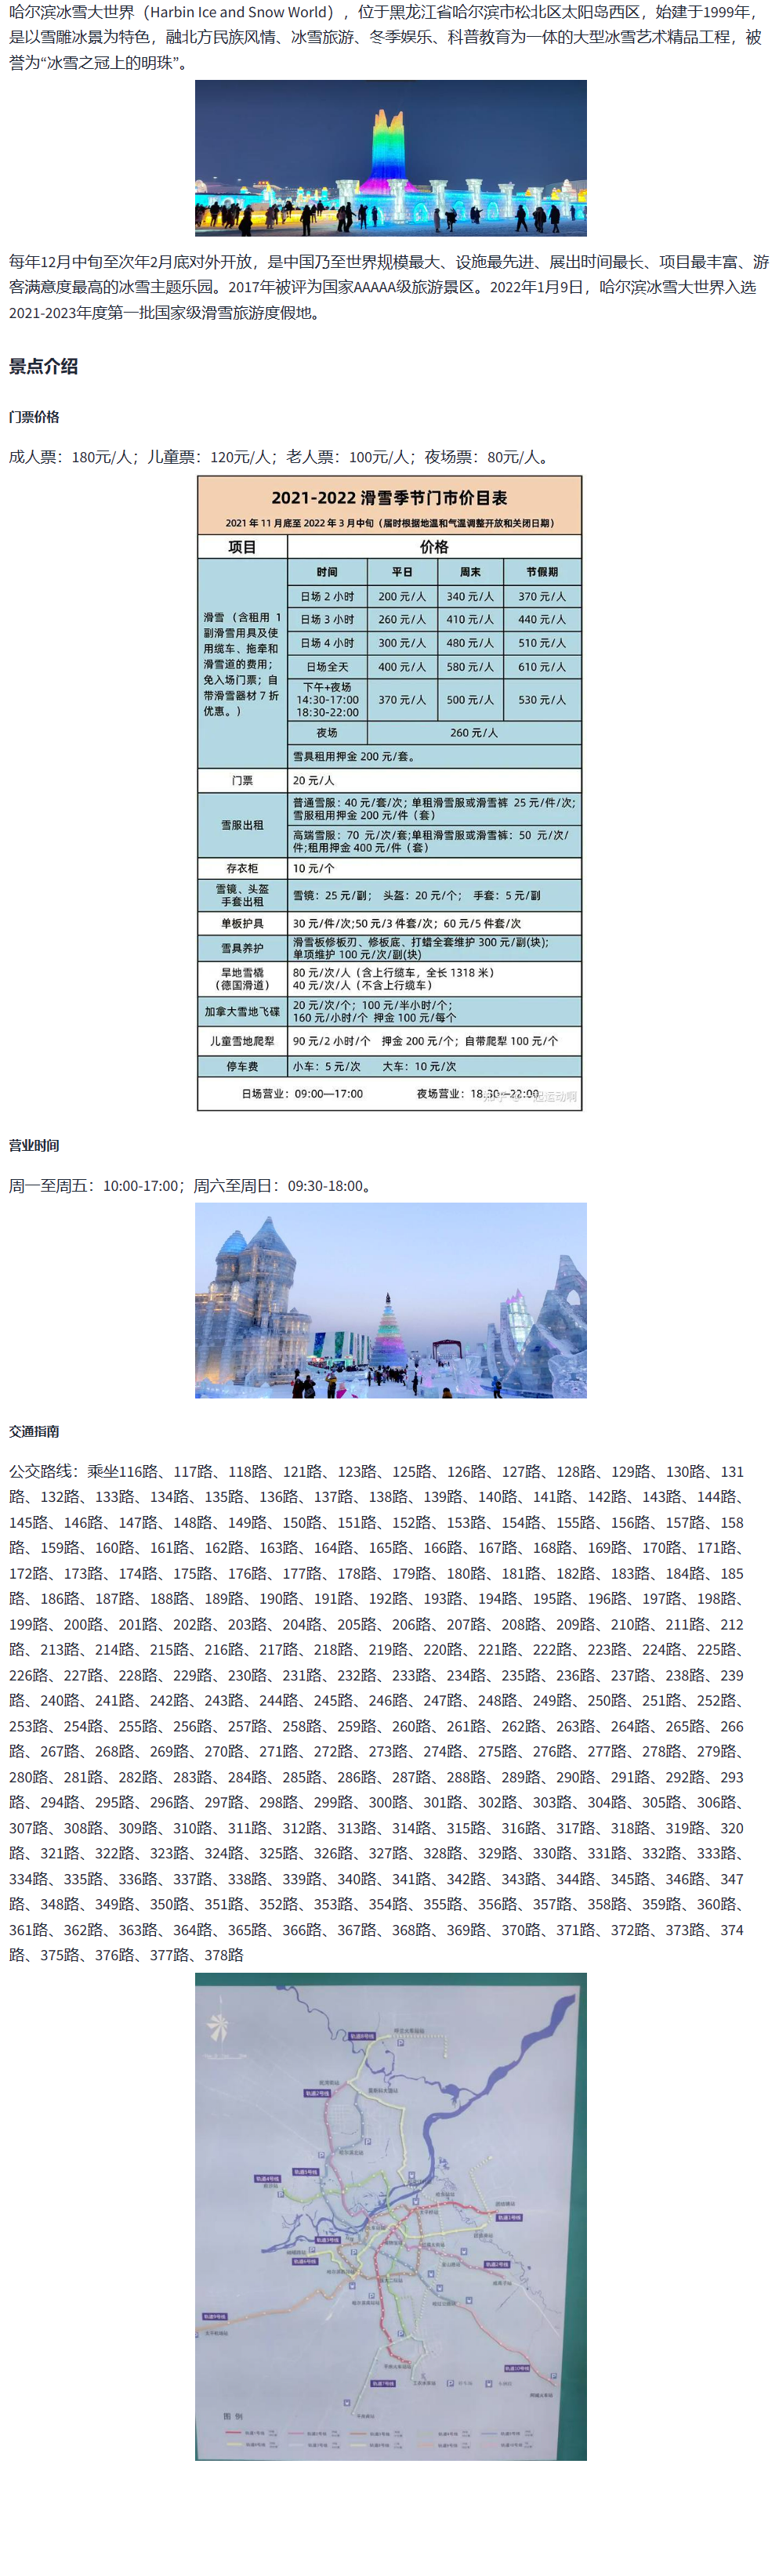 哈尔滨冰雪大世界（Harbin Ice and Snow World），位于黑龙江省哈尔滨市松北区太阳岛西区，始建于1999年，
是以雪雕冰景为特色，融北方民族风情、冰雪旅游、冬季娱乐、科普教育为一体的大型冰雪艺术精品工程，被
誉为“冰雪之冠上的明珠”。
每年12月中旬至次年2月底对外开放，是中国乃至世界规模最大、设施最先进、展出时间最长、项目最丰富、游
客满意度最高的冰雪主题乐园。2017年被评为国家AAAAA级旅游景区。2022年1月9日，哈尔滨冰雪大世界入选
2021-2023年度第一批国家级滑雪旅游度假地。
景点介绍
门票价格
成人票：180元/人；儿童票：120元/人；老人票：100元/人；夜场票：80元/人。
2021-2022 滑雪季节门市价目表
2021 年 11 月底至 2022 年 3 月中旬（届时根据地温和气温调整开放和关闭日期）
项目 价格
滑雪（含租用 1
副滑雪用具及使
用缆车、拖牵和
滑雪道的费用；
免入场门票；自
带滑雪器材 7 折
优惠。）
时间 平日 周末 节假期
日场 2 小时 200 元/人 340 元/人 370 元/人
日场 3 小时 260 元/人 410 元/人 440 元/人
日场 4 小时 300 元/人 480 元/人 510 元/人
日场全天 400 元/人 580 元/人 610 元/人
下午+夜场
14:30-17:00
18:30-22:00
370 元/人 500 元/人 530 元/人
夜场 260 元/人
雪具租用押金 200 元/套。
门票 20 元/人
雪服出租
普通雪服：40 元/套/次；单租滑雪服或滑雪裤 25 元/件/次；
雪服租用押金 200 元/件（套）
高端雪服：70 元/次/套;单租滑雪服或滑雪裤：50 元/次/
件;租用押金 400 元/件（套）
存衣柜 10 元/个
雪镜、头盔
手套出租
雪镜：25 元/副； 头盔：20 元/个； 手套：5 元/副
单板护具 30 元/件/次;50 元/3 件套/次；60 元/5 件套/次
雪具养护
滑雪板修板刃、修板底、打蜡全套维护 300 元/副(块);
单项维护 100 元/次/副(块)
旱地雪橇
（德国滑道）
80 元/次/人（含上行缆车，全长 1318 米）
40 元/次/人（不含上行缆车）
加拿大雪地飞碟
20 元/次/个；100 元/半小时/个；
160 元/小时/个 押金 100 元/每个
儿童雪地爬犁 90 元/2 小时/个 押金 200 元/个；自带爬犁 100 元/个
停车费 小车：5 元/次 大车：10 元/次
日场营业：09:00—17:00 夜场营业：18:30—22:00
营业时间
周一至周五：10:00-17:00；周六至周日：09:30-18:00。
交通指南
公交路线：乘坐116路、117路、118路、121路、123路、125路、126路、127路、128路、129路、130路、131
路、132路、133路、134路、135路、136路、137路、138路、139路、140路、141路、142路、143路、144路、
145路、146路、147路、148路、149路、150路、151路、152路、153路、154路、155路、156路、157路、158
路、159路、160路、161路、162路、163路、164路、165路、166路、167路、168路、169路、170路、171路、
172路、173路、174路、175路、176路、177路、178路、179路、180路、181路、182路、183路、184路、185
路、186路、187路、188路、189路、190路、191路、192路、193路、194路、195路、196路、197路、198路、
199路、200路、201路、202路、203路、204路、205路、206路、207路、208路、209路、210路、211路、212
路、213路、214路、215路、216路、217路、218路、219路、220路、221路、222路、223路、224路、225路、
226路、227路、228路、229路、230路、231路、232路、233路、234路、235路、236路、237路、238路、239
路、240路、241路、242路、243路、244路、245路、246路、247路、248路、249路、250路、251路、252路、
253路、254路、255路、256路、257路、258路、259路、260路、261路、262路、263路、264路、265路、266
路、267路、268路、269路、270路、271路、272路、273路、274路、275路、276路、277路、278路、279路、
280路、281路、282路、283路、284路、285路、286路、287路、288路、289路、290路、291路、292路、293
路、294路、295路、296路、297路、298路、299路、300路、301路、302路、303路、304路、305路、306路、
307路、308路、309路、310路、311路、312路、313路、314路、315路、316路、317路、318路、319路、320
路、321路、322路、323路、324路、325路、326路、327路、328路、329路、330路、331路、332路、333路、
334路、335路、336路、337路、338路、339路、340路、341路、342路、343路、344路、345路、346路、347
路、348路、349路、350路、351路、352路、353路、354路、355路、356路、357路、358路、359路、360路、
361路、362路、363路、364路、365路、366路、367路、368路、369路、370路、371路、372路、373路、374
路、375路、376路、377路、378路
图 例